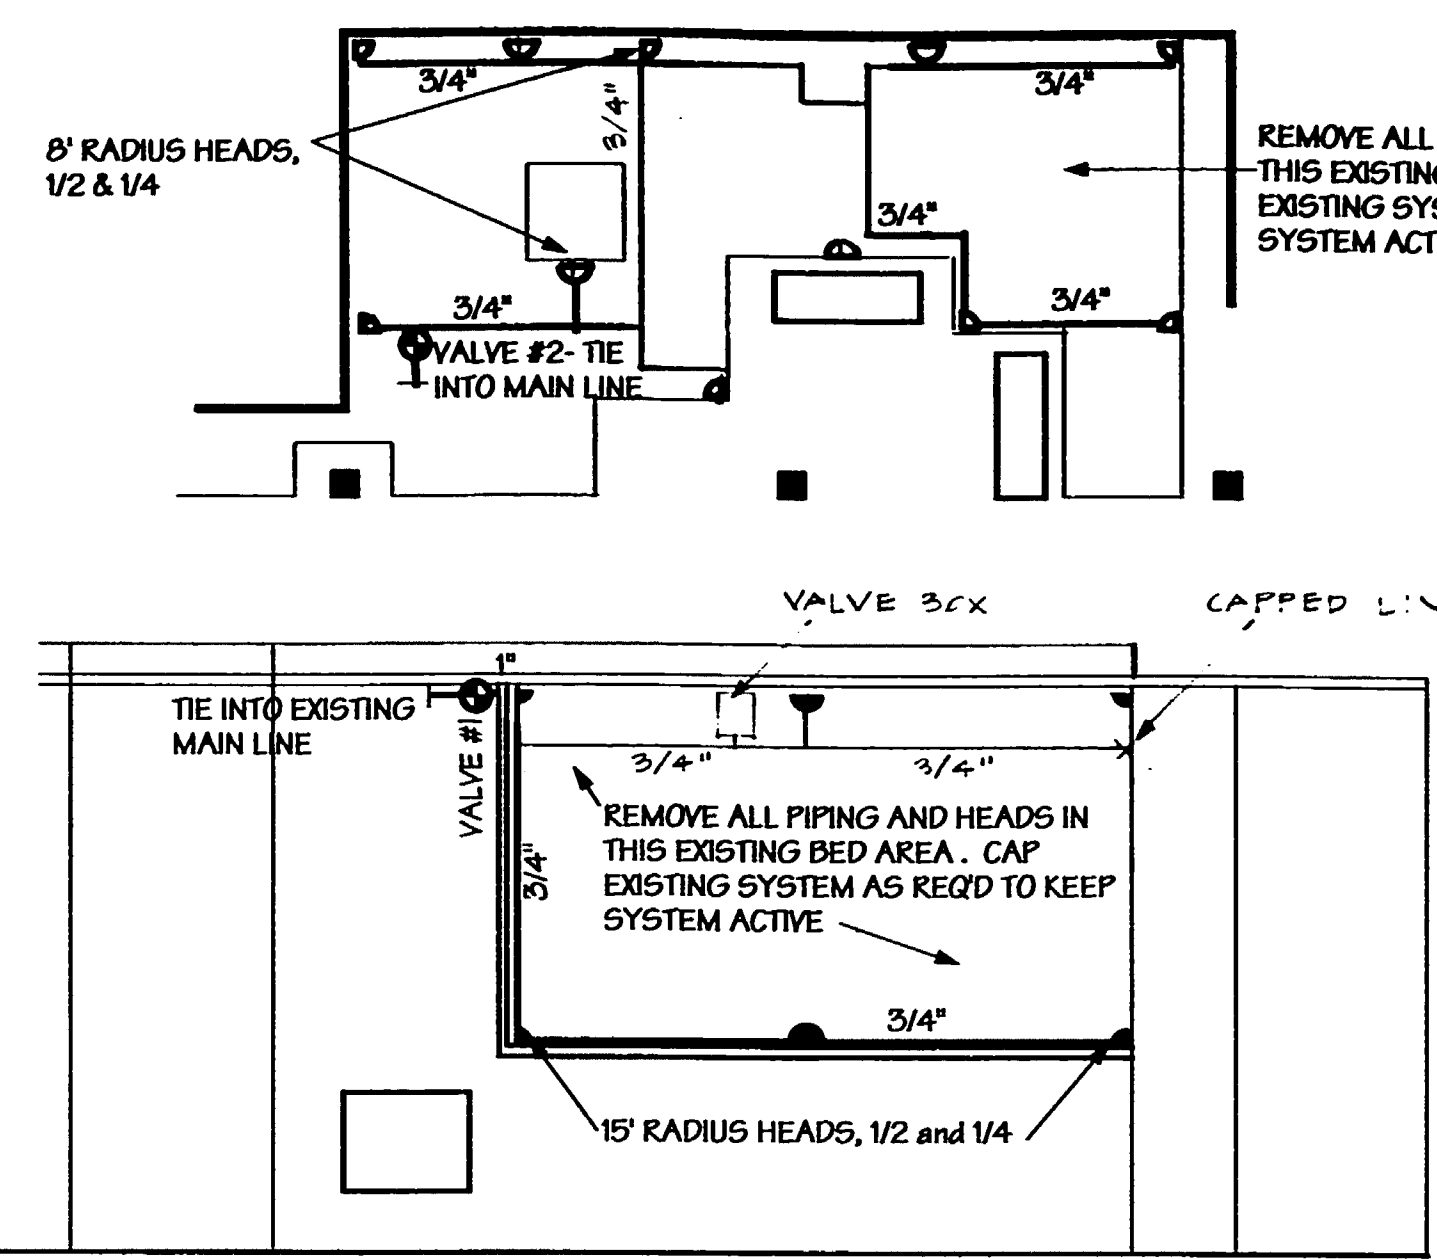 3/4"
3/4"
3/4"
8' RADIUS HEADS,
1/2 & 1/4
REMOVE ALL
THIS EXISTING
EXISTING SYS
SYSTEM ACT
3/4"
3/4"
3/4"
VALVE #2- TIE
INTO MAIN LINE
VALVE BOX
CAPPED LIN
1"
TIE INTO EXISTING
MAIN LINE
VALVE #1
3/4"
3/4"
3/4"
REMOVE ALL PIPING AND HEADS IN
THIS EXISTING BED AREA. CAP
EXISTING SYSTEM AS REQ'D TO KEEP
SYSTEM ACTIVE
3/4"
15' RADIUS HEADS, 1/2 and 1/4